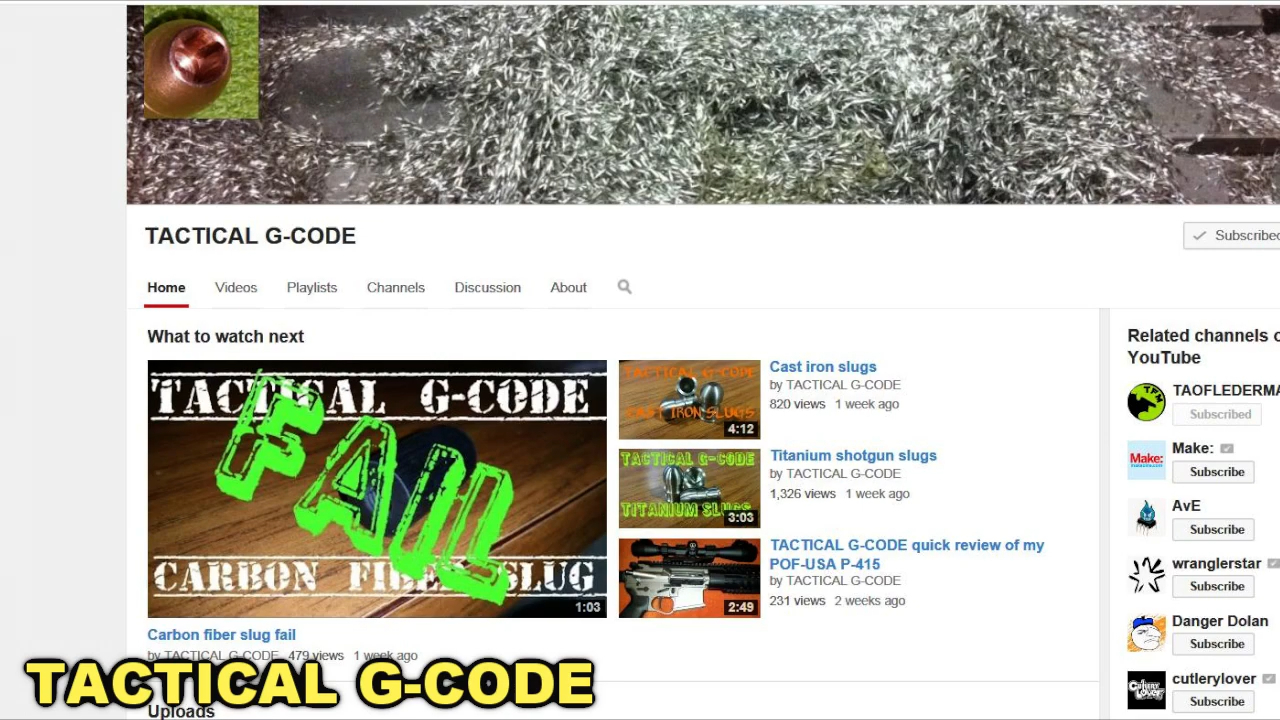 TACTICAL G-CODE
Subscribed
Home Videos Playlists Channels Discussion About
What to watch next
Related channels o
YouTube
TACTICAL G-CODE
FAIL
CARBON FIBER SLUG
1:03
Carbon fiber slug fail
by TACTICAL G-CODE 479 views 1 week ago
TACTICAL G-CODE
CAST IRON SLUGS
4:12
Cast iron slugs
by TACTICAL G-CODE
820 views 1 week ago
TACTICAL G-CODE
TITANIUM SLUGS
3:03
Titanium shotgun slugs
by TACTICAL G-CODE
1,326 views 1 week ago
2:49
TACTICAL G-CODE quick review of my
POF-USA P-415
by TACTICAL G-CODE
231 views 2 weeks ago
TAOFLEDERMA
Subscribed
Make:
Make:
Subscribe
AvE
Subscribe
wranglerstar
Subscribe
Danger Dolan
Subscribe
cutlerylover
Subscribe
TACTICAL G-CODE
Uploads